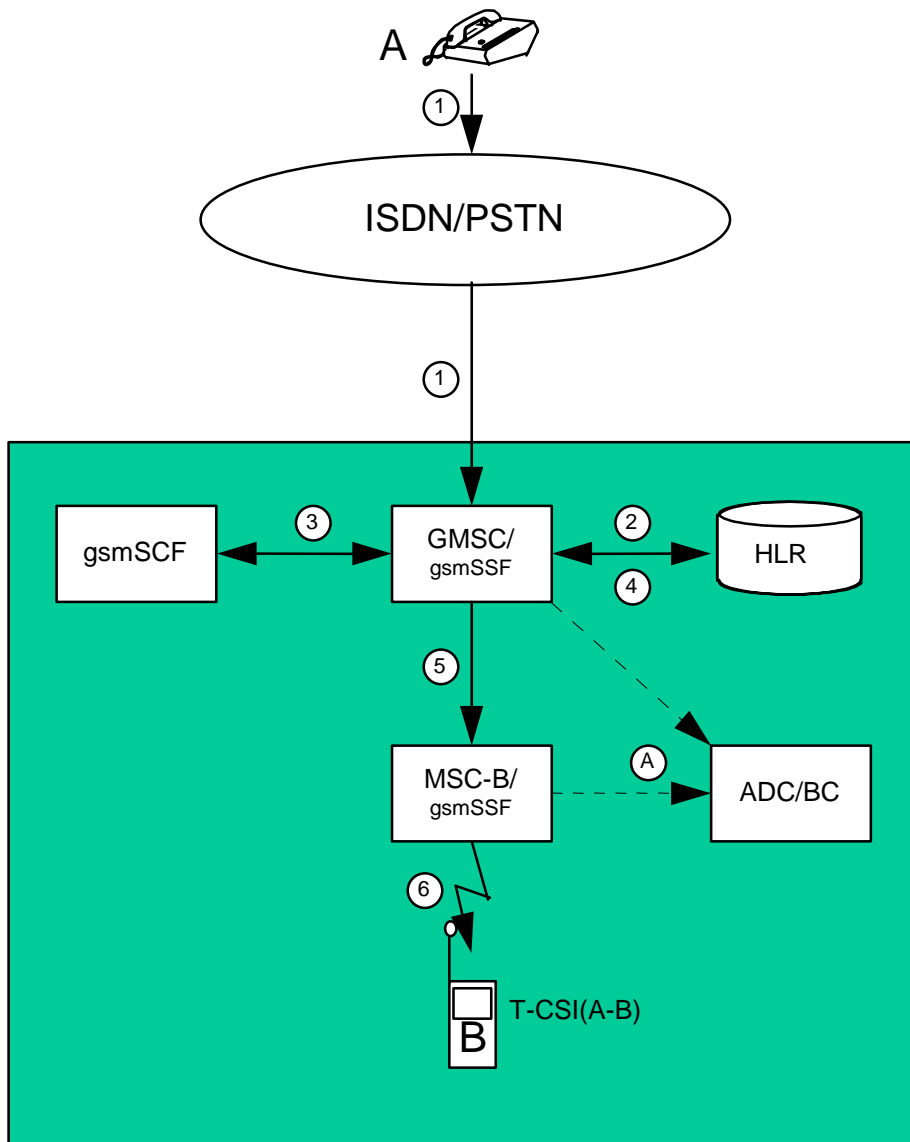 A
1
ISDN/PSTN
1
gsmSCF
3
GMSC/
gsmSSF
2
4
HLR
5
MSC-B/
gsmSSF
A
ADC/BC
6
B
T-CSI(A-B)